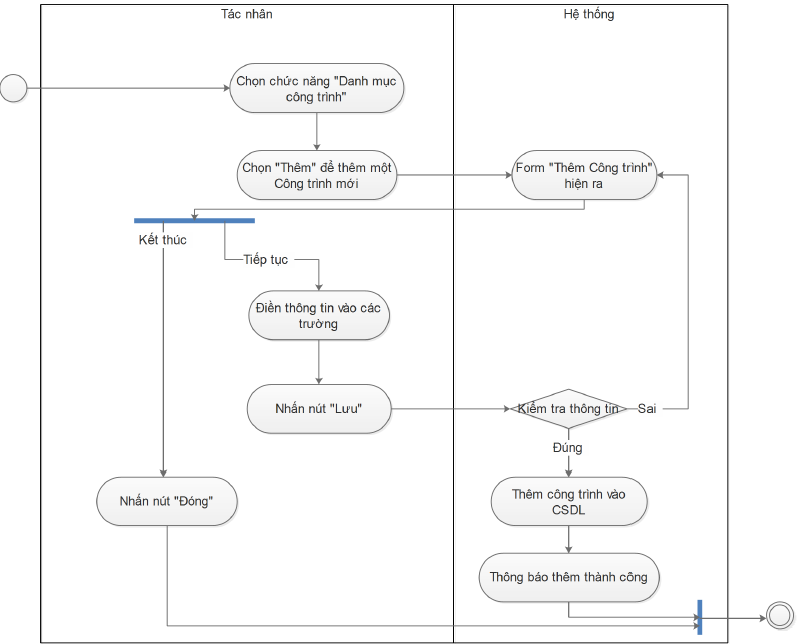 Tác nhân
Hệ thống
Chọn chức năng "Danh mục
công trình"
Chọn "Thêm" để thêm một
Công trình mới
Form "Thêm Công trình"
hiện ra
Kết thúc
Tiếp tục
Điền thông tin vào các
trường
Nhấn nút "Lưu"
Kiểm tra thông tin
Sai
Đúng
Nhấn nút "Đóng"
Thêm công trình vào
CSDL
Thông báo thêm thành công